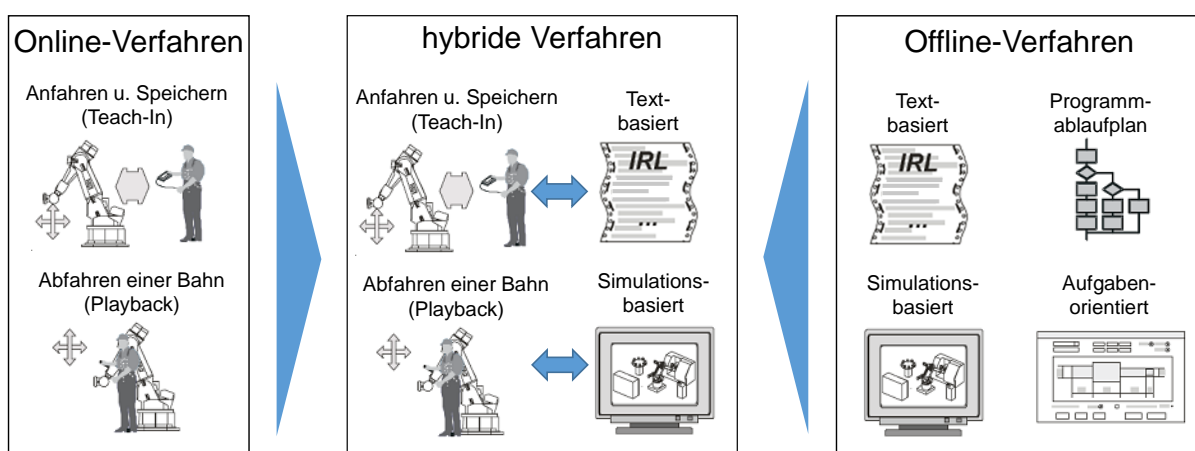 Online-Verfahren
Anfahren u. Speichern
(Teach-In)
Abfahren einer Bahn
(Playback)
hybride Verfahren
Anfahren u. Speichern
(Teach-In)
Text-
basiert
IRL
...
Abfahren einer Bahn
(Playback)
Simulations-
basiert
Offline-Verfahren
Text-
basiert
IRL
...
Programm-
ablaufplan
Simulations-
basiert
Aufgaben-
orientiert